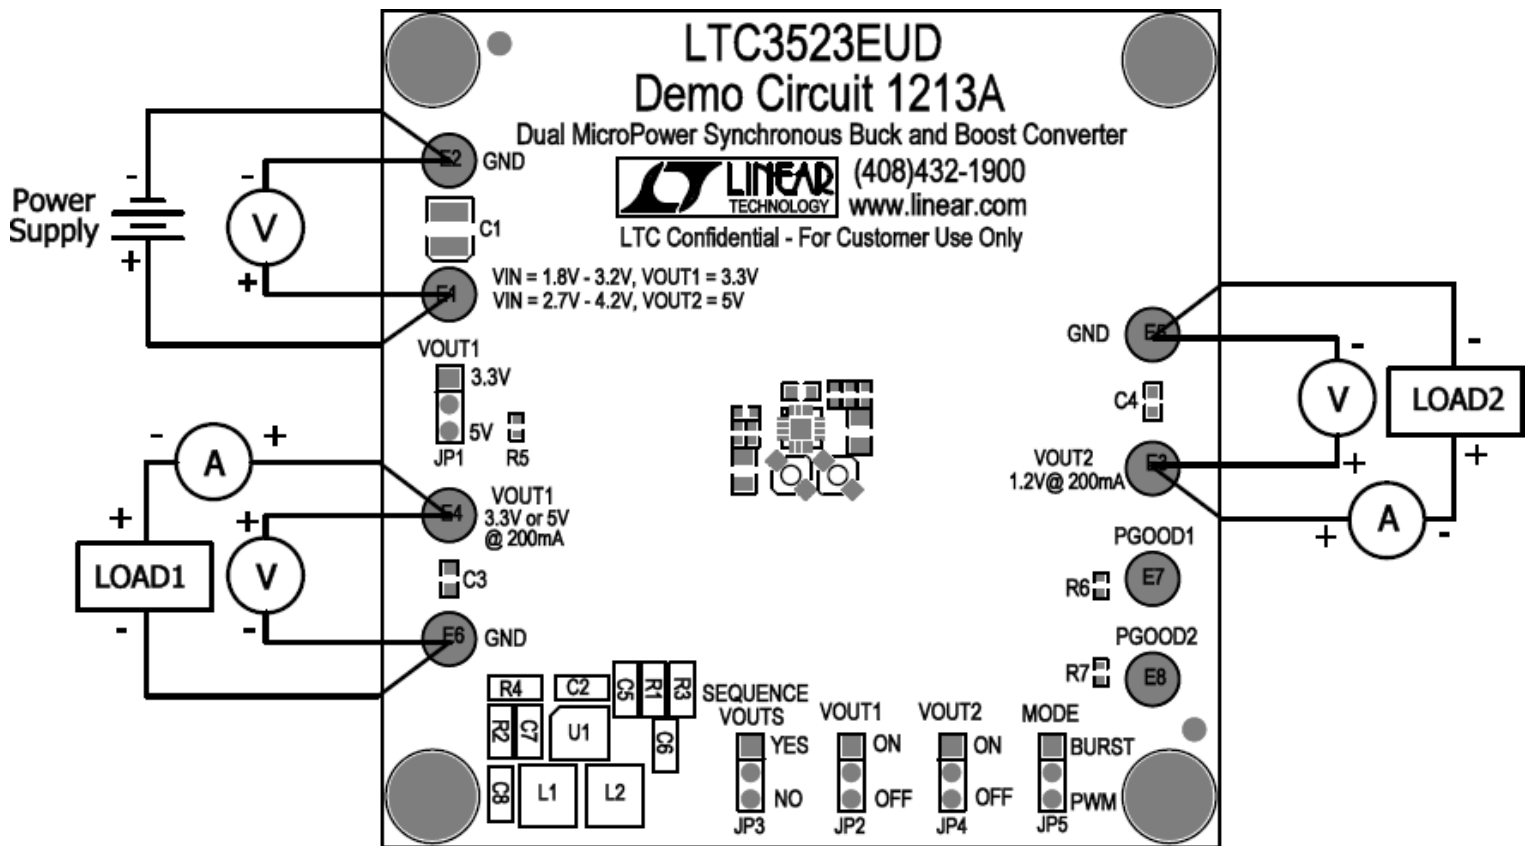 LTC3523EUD
Demo Circuit 1213A
Dual MicroPower Synchronous Buck and Boost Converter
LINEAR
TECHNOLOGY
(408)432-1900
www.linear.com
LTC Confidential - For Customer Use Only
Power
Supply
-
+
-
V
+
E2
GND
C1
E1
VIN = 1.8V - 3.2V, VOUT1 = 3.3V
VIN = 2.7V - 4.2V, VOUT2 = 5V
VOUT1
3.3V
5V
JP1
R5
-
A
+
+
LOAD1
-
+
V
-
E4
VOUT1
3.3V or 5V
@ 200mA
C3
E6
GND
GND
C4
VOUT2
1.2V@ 200mA
-
V
+
-
LOAD2
+
+
A
-
PGOOD1
R6
E7
PGOOD2
R7
E8
R4
C2
C5
R1
R3
R2
C7
U1
C6
C8
L1
L2
SEQUENCE
VOUTS
YES
NO
JP3
VOUT1
ON
OFF
JP2
VOUT2
ON
OFF
JP4
MODE
BURST
PWM
JP5